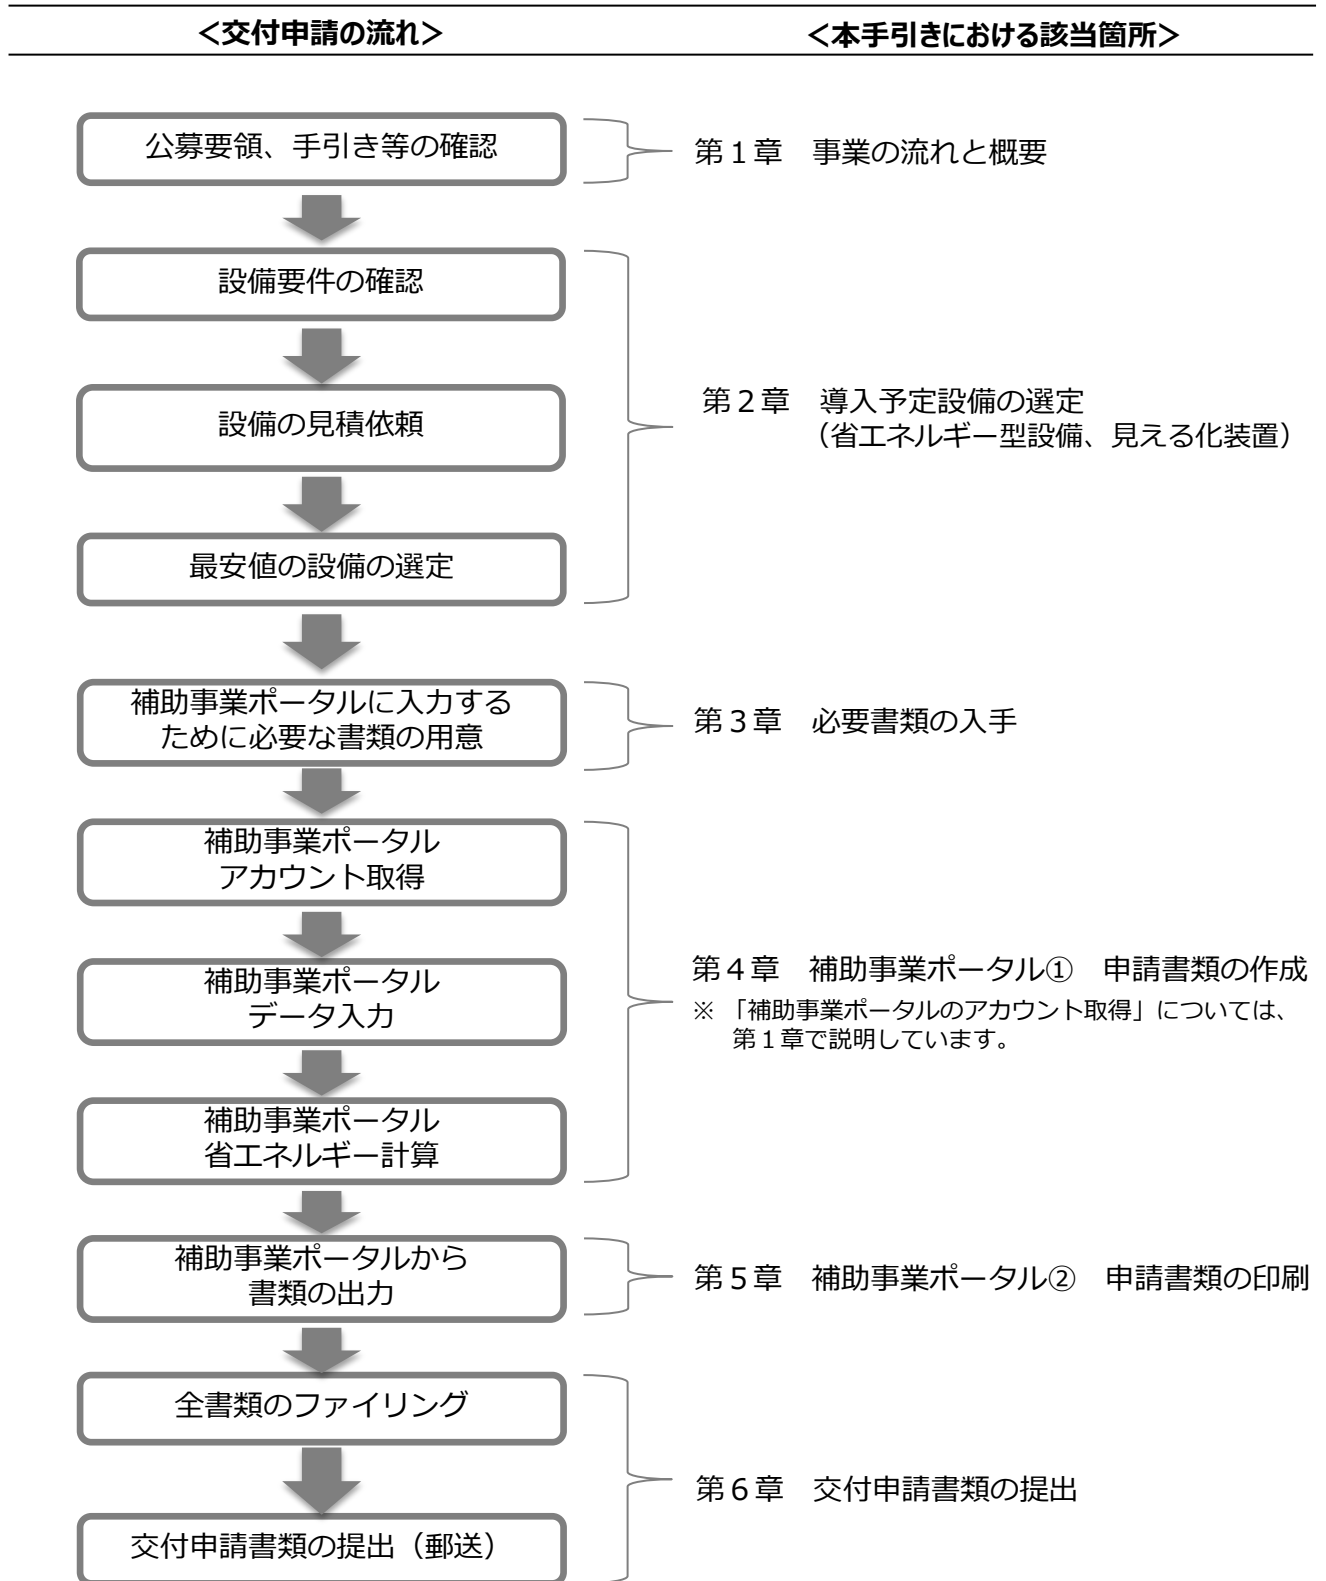 ＜交付申請の流れ＞
＜本手引きにおける該当箇所＞
公募要領、手引き等の確認
第１章　事業の流れと概要
設備要件の確認
設備の見積依頼
最安値の設備の選定
第２章　導入予定設備の選定
（省エネルギー型設備、見える化装置）
補助事業ポータルに入力する
ために必要な書類の用意
第３章　必要書類の入手
補助事業ポータル
アカウント取得
補助事業ポータル
データ入力
補助事業ポータル
省エネルギー計算
第４章　補助事業ポータル①　申請書類の作成
※　「補助事業ポータルのアカウント取得」については、
第１章で説明しています。
補助事業ポータルから
書類の出力
第５章　補助事業ポータル②　申請書類の印刷
全書類のファイリング
交付申請書類の提出（郵送）
第６章　交付申請書類の提出